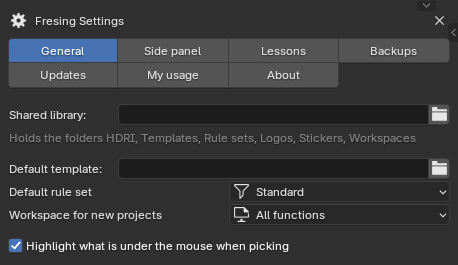 Fresing Settings
General Side panel Lessons Backups
Updates My usage About
Shared library:
Holds the folders HDRI, Templates, Rule sets, Logos, Stickers, Workspaces
Default template:
Default rule set Standard
Workspace for new projects All functions
Highlight what is under the mouse when picking